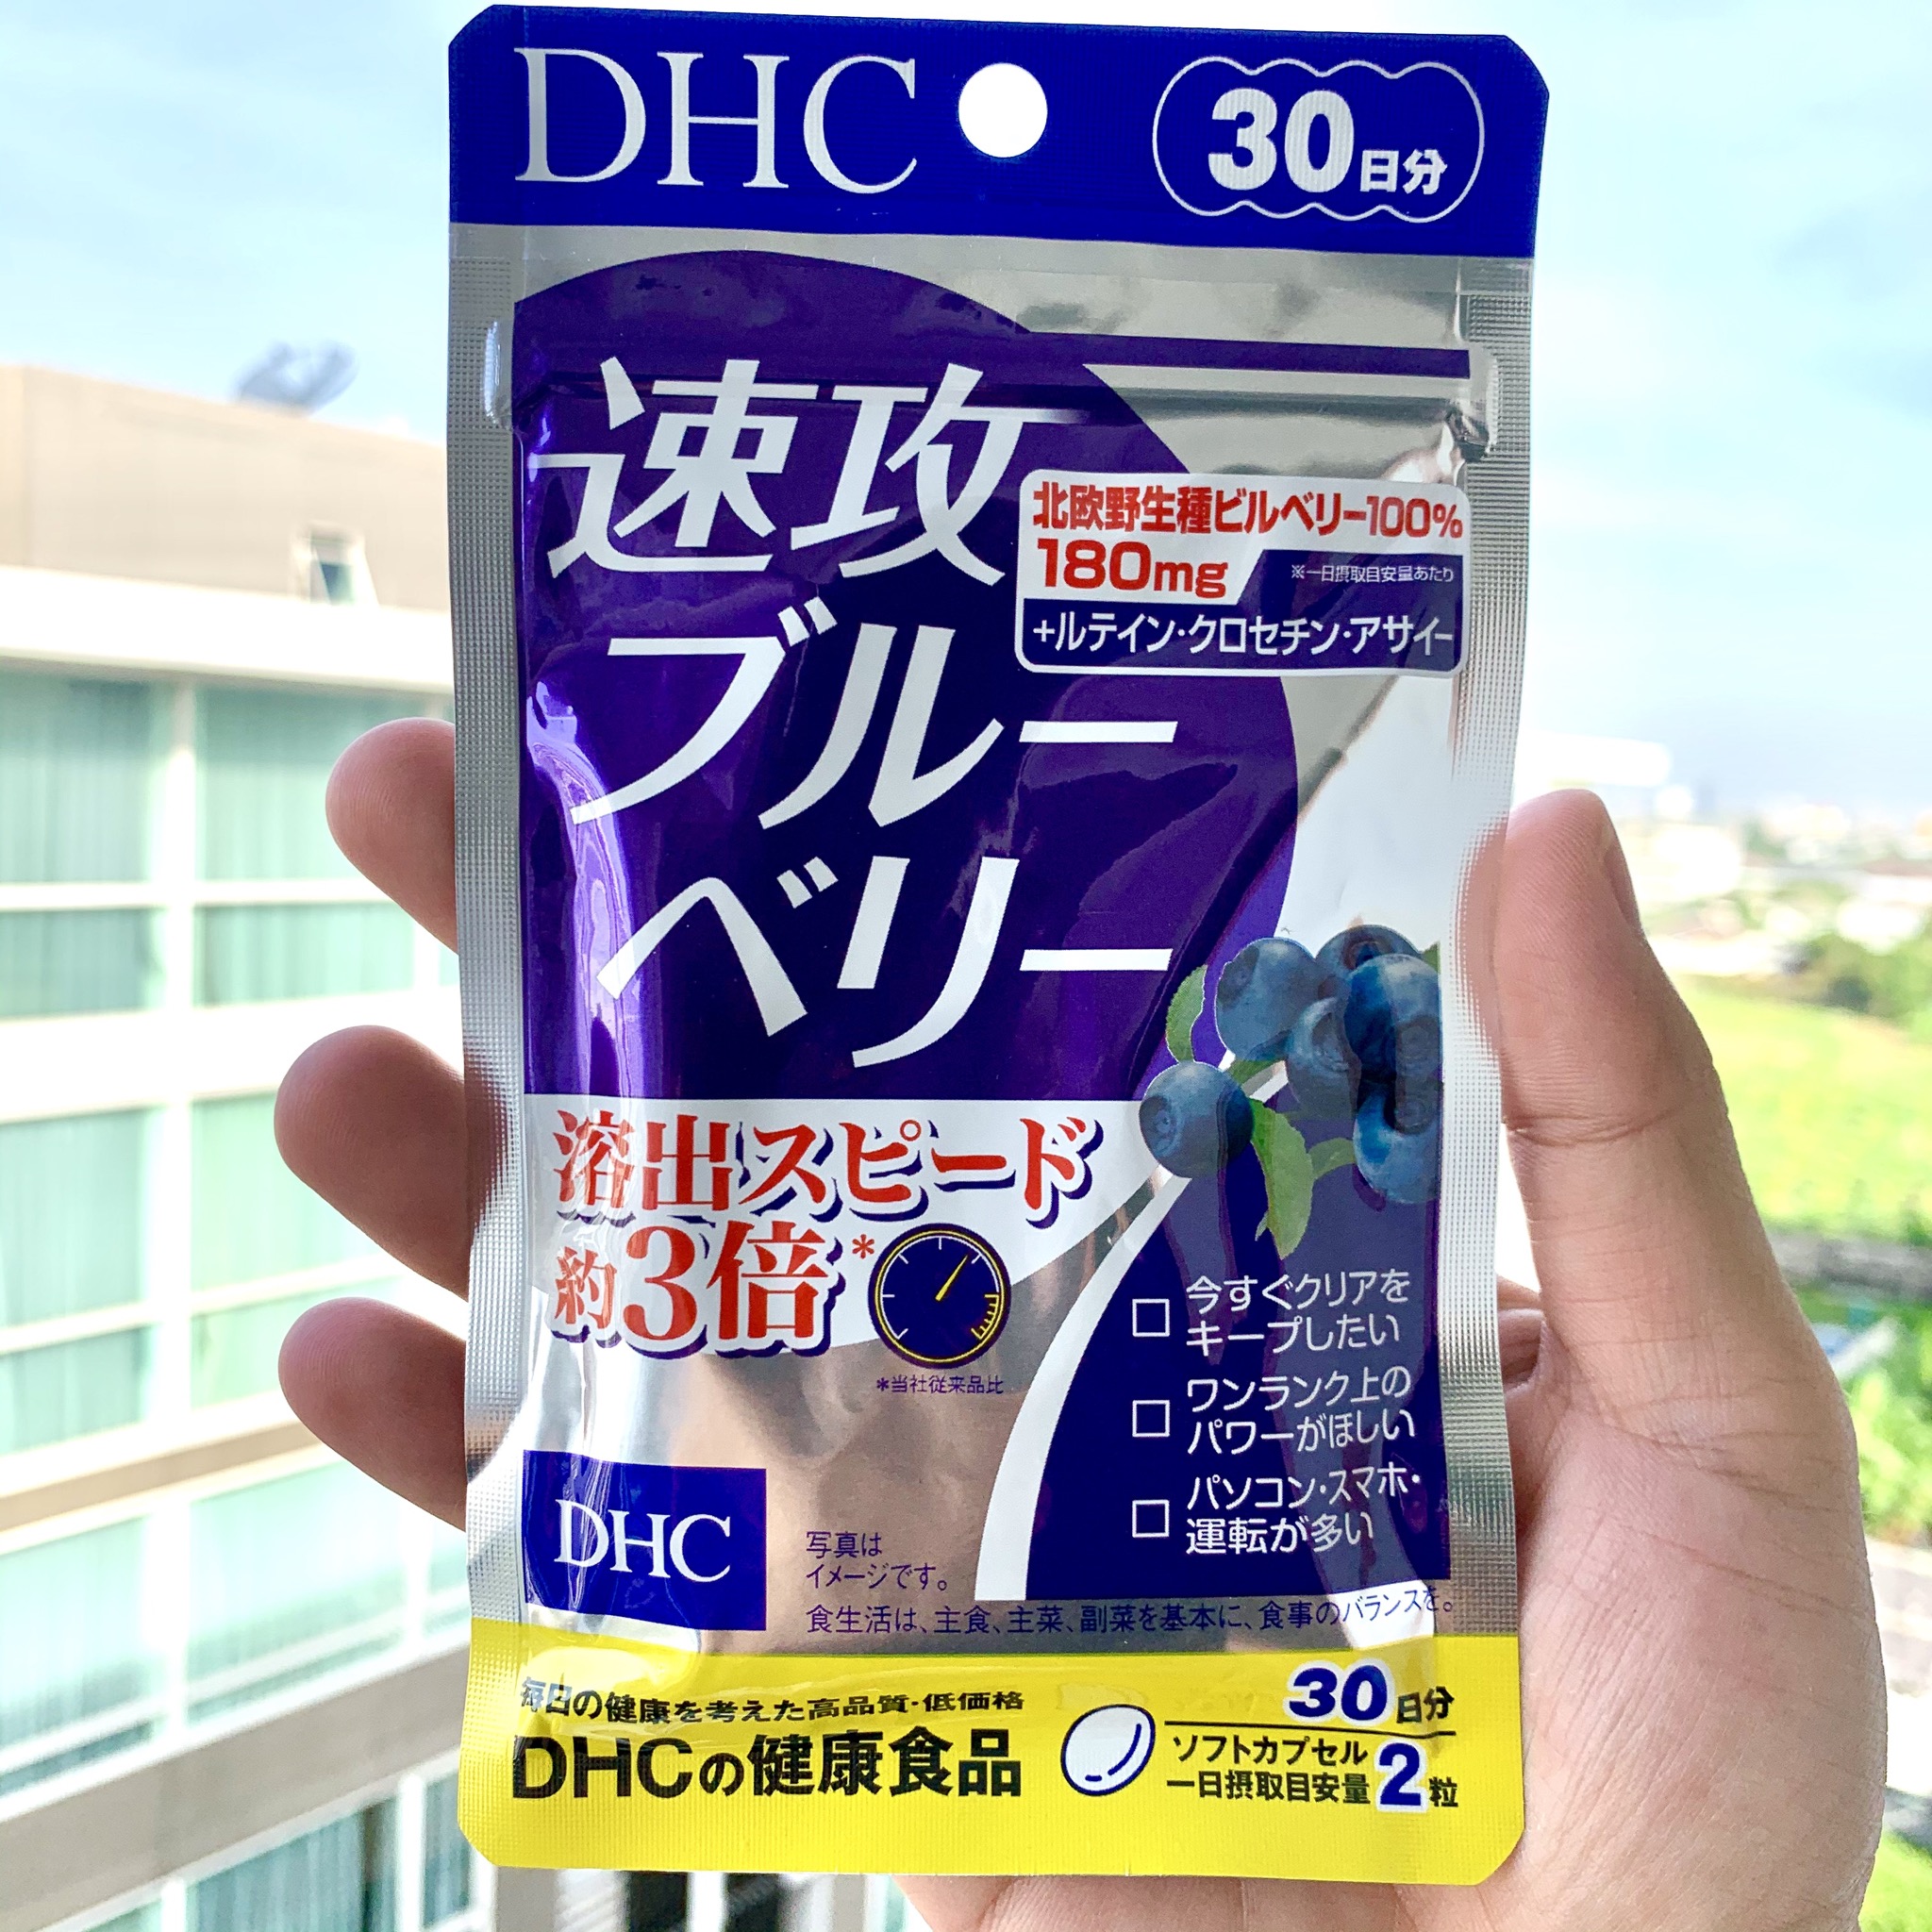 DHC
30日分
速攻
ブルー
ベリー
北欧野生種ビルベリー100%
180mg
※一日摂取目安量あたり
+ルテイン・クロセチン・アサイー
溶出スピード
約3倍*
*当社従来品比
□ 今すぐクリアを
キープしたい
□ ワンランク上の
パワーがほしい
□ パソコン・スマホ・
運転が多い
DHC
写真は
イメージです。
食生活は、主食、主菜、副菜を基本に、食事のバランスを。
毎日の健康を考えた高品質・低価格
DHCの健康食品
30日分
ソフトカプセル
一日摂取目安量2粒